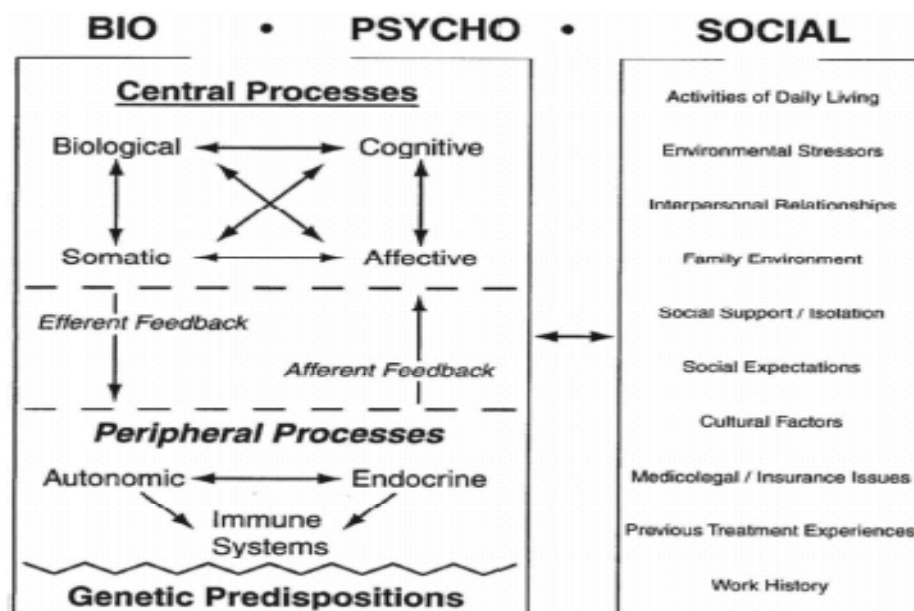 BIO • PSYCHO • SOCIAL
Central Processes
Biological Cognitive
Somatic Affective
Efferent Feedback
Afferent Feedback
Peripheral Processes
Autonomic Endocrine
Immune
Systems
Genetic Predispositions
Activities of Daily Living
Environmental Stressors
Interpersonal Relationships
Family Environment
Social Support / Isolation
Social Expectations
Cultural Factors
Medicolegal / Insurance Issues
Previous Treatment Experiences
Work History